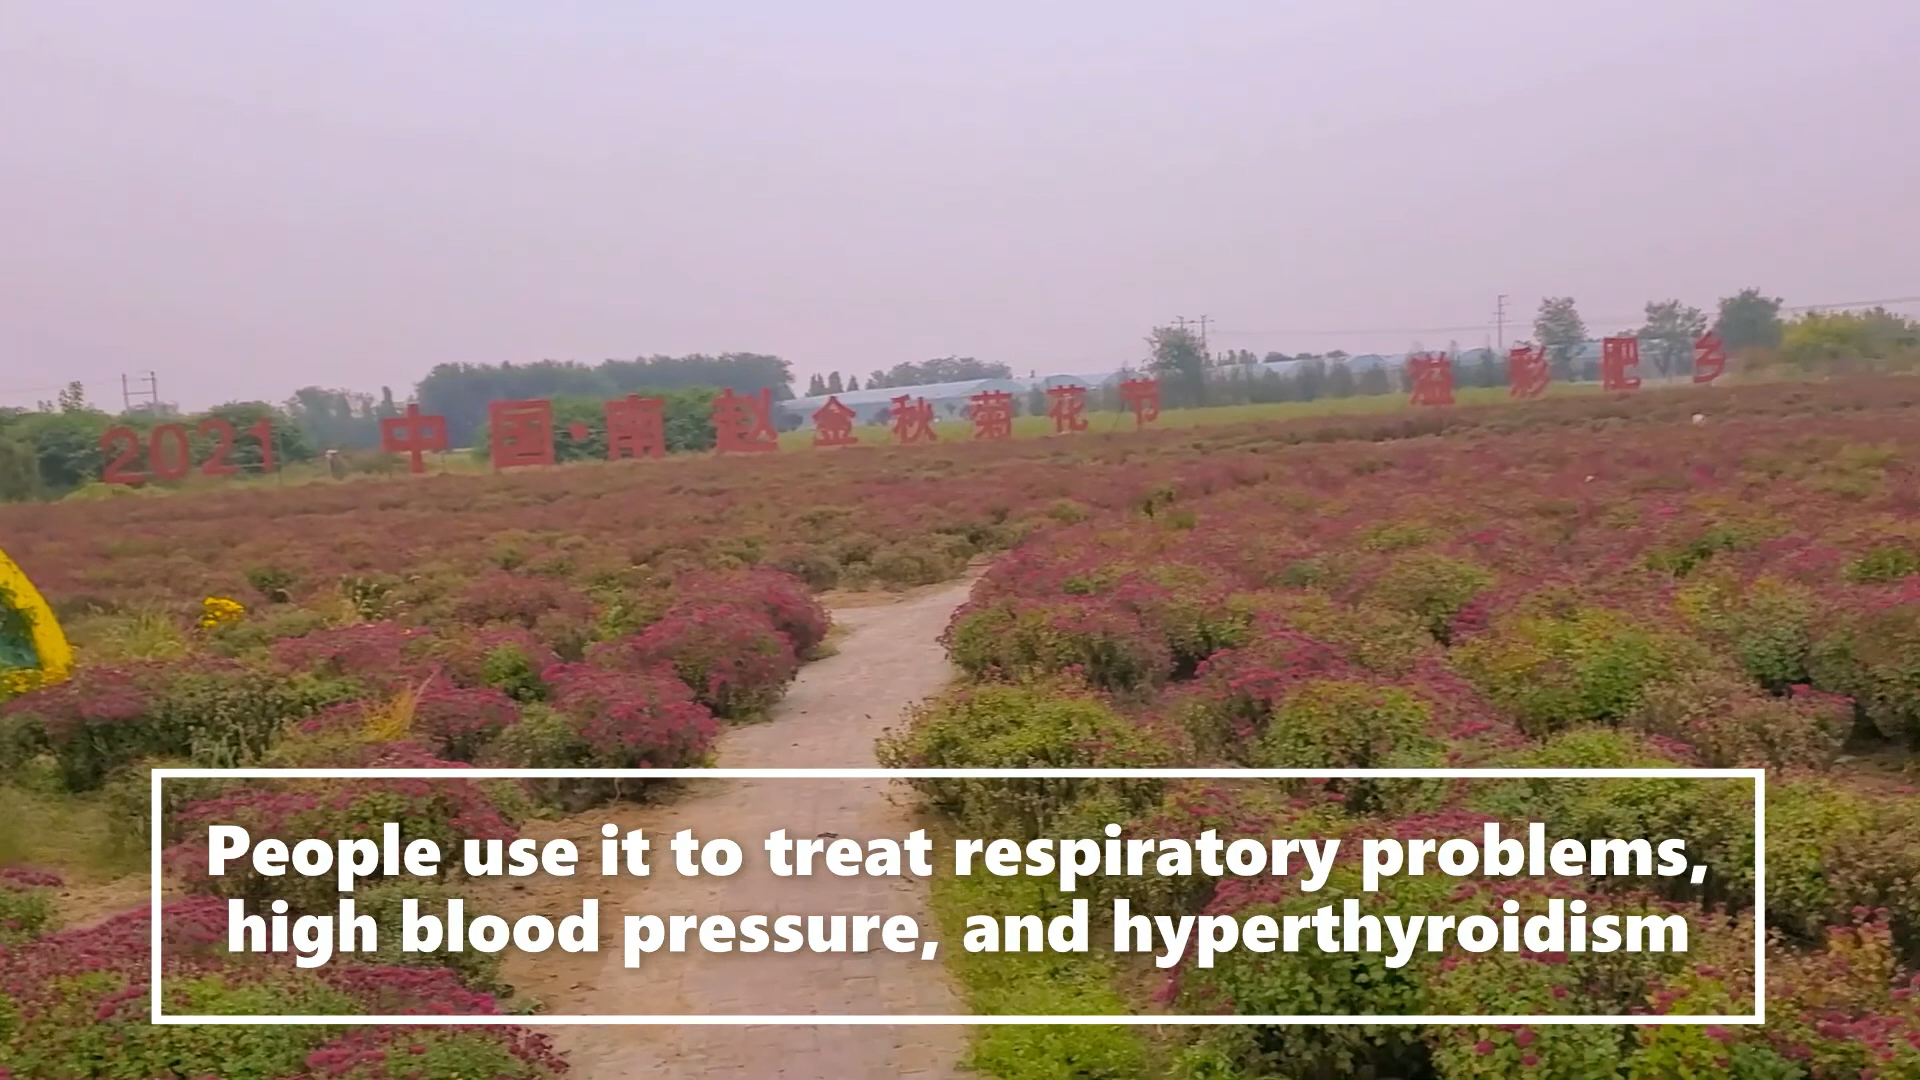 2021 中国·南赵金秋菊花节 溢彩肥乡
People use it to treat respiratory problems,
high blood pressure, and hyperthyroidism